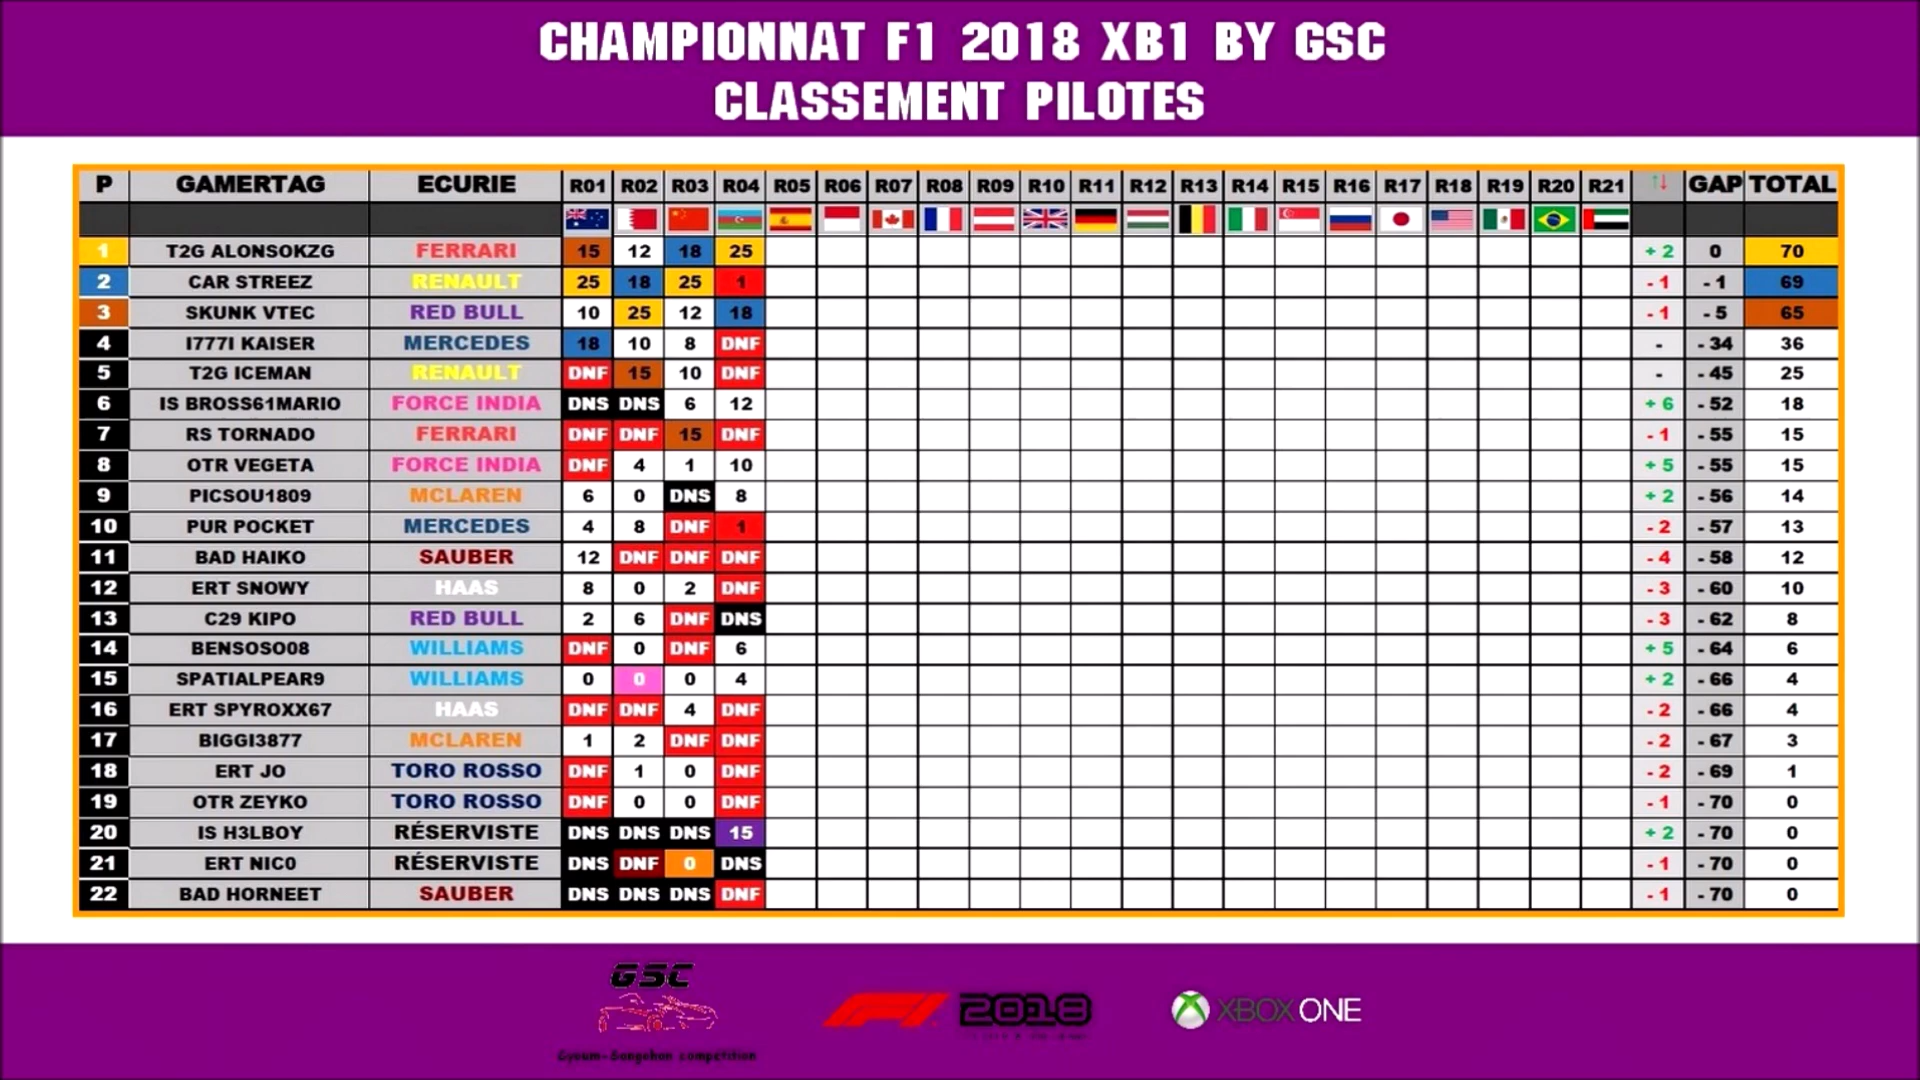 CHAMPIONNAT F1 2018 XB1 BY GSC
CLASSEMENT PILOTES
P GAMERTAG ECURIE R01 R02 R03 R04 R05 R06 R07 R08 R09 R10 R11 R12 R13 R14 R15 R16 R17 R18 R19 R20 R21 ↑↓ GAP TOTAL
1 T2G ALONSOKZG FERRARI 15 12 18 25 + 2 0 70
2 CAR STREEZ RENAULT 25 18 25 1 - 1 - 1 69
3 SKUNK VTEC RED BULL 10 25 12 18 - 1 - 5 65
4 I777I KAISER MERCEDES 18 10 8 DNF - - 34 36
5 T2G ICEMAN RENAULT DNF 15 10 DNF - - 45 25
6 IS BROSS61MARIO FORCE INDIA DNS DNS 6 12 + 6 - 52 18
7 RS TORNADO FERRARI DNF DNF 15 DNF - 1 - 55 15
8 OTR VEGETA FORCE INDIA DNF 4 1 10 + 5 - 55 15
9 PICSOU1809 MCLAREN 6 0 DNS 8 + 2 - 56 14
10 PUR POCKET MERCEDES 4 8 DNF 1 - 2 - 57 13
11 BAD HAIKO SAUBER 12 DNF DNF DNF - 4 - 58 12
12 ERT SNOWY HAAS 8 0 2 DNF - 3 - 60 10
13 C29 KIPO RED BULL 2 6 DNF DNS - 3 - 62 8
14 BENSOSO08 WILLIAMS DNF 0 DNF 6 + 5 - 64 6
15 SPATIALPEAR9 WILLIAMS 0 0 0 4 + 2 - 66 4
16 ERT SPYROXX67 HAAS DNF DNF 4 DNF - 2 - 66 4
17 BIGGI3877 MCLAREN 1 2 DNF DNF - 2 - 67 3
18 ERT JO TORO ROSSO DNF 1 0 DNF - 2 - 69 1
19 OTR ZEYKO TORO ROSSO DNF 0 0 DNF - 1 - 70 0
20 IS H3LBOY RÉSERVISTE DNS DNS DNS 15 + 2 - 70 0
21 ERT NIC0 RÉSERVISTE DNS DNF 0 DNS - 1 - 70 0
22 BAD HORNEET SAUBER DNS DNS DNS DNF - 1 - 70 0
GSC
F1 2018
XBOX ONE